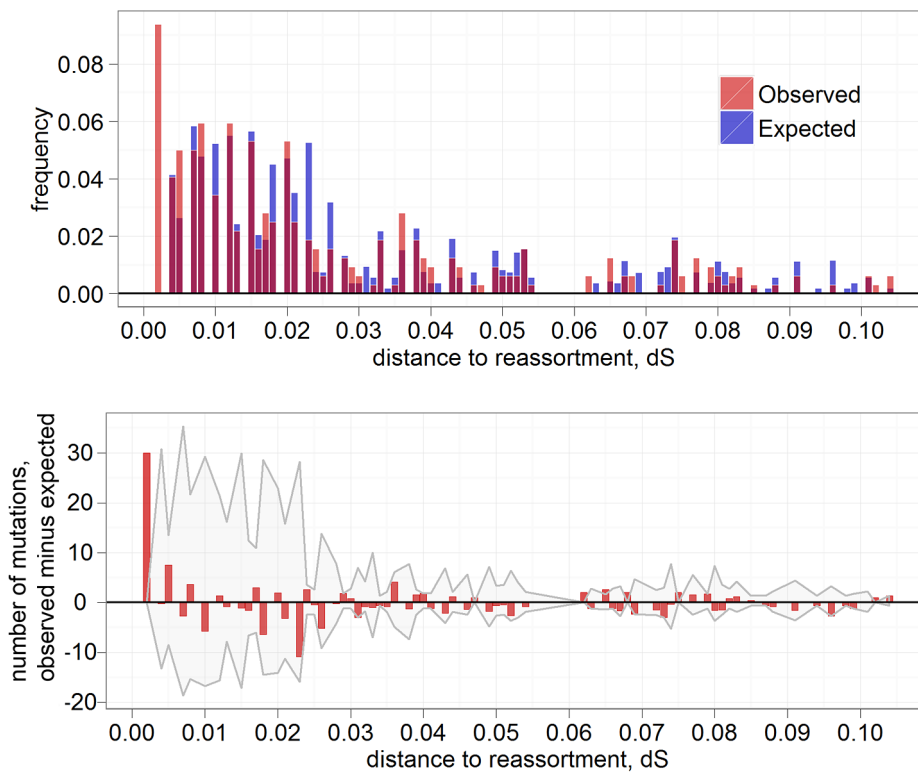 frequency
0.08
0.06
0.04
0.02
0.00
Observed
Expected
0.00 0.01 0.02 0.03 0.04 0.05 0.06 0.07 0.08 0.09 0.10
distance to reassortment, dS
number of mutations,
observed minus expected
30
20
10
0
-10
-20
0.00 0.01 0.02 0.03 0.04 0.05 0.06 0.07 0.08 0.09 0.10
distance to reassortment, dS